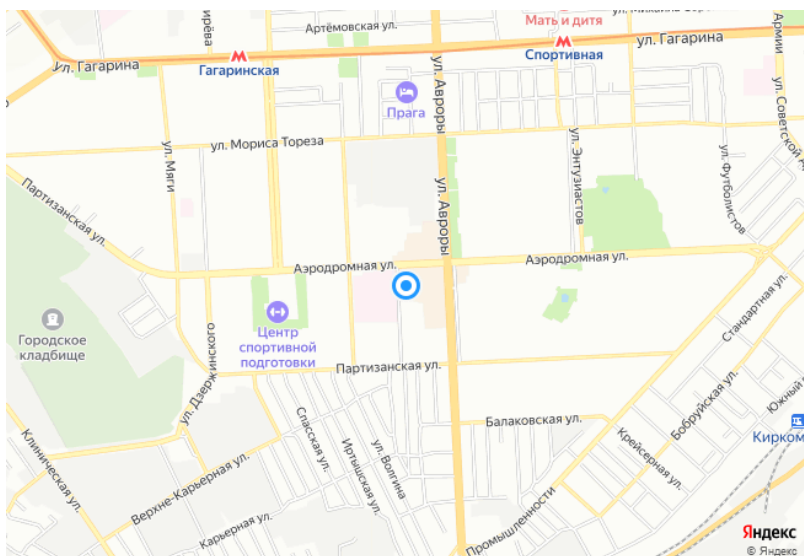 Мать и дитя
Артёмовская ул.
ул. Гагарина
Спортивная
ул. Гагарина
Гагаринская
ул. Авроры
Прага
ул. Мориса Тореза
ул. Мяги
ул. Энтузиастов
ул. Футболистов
Партизанская ул.
ул. Авроры
Аэродромная ул.
Аэродромная ул.
Городское
кладбище
Центр
спортивной
подготовки
ул. Дзержинского
Стандартная ул.
Партизанская ул.
Бобруйская ул.
Балаковская ул.
Спасская ул.
Иртышская ул.
ул. Волгина
Крейсерная ул.
Клиническая ул.
Верхне-Карьерная ул.
Карьерная ул.
Промышленности
Яндекс
© Яндекс